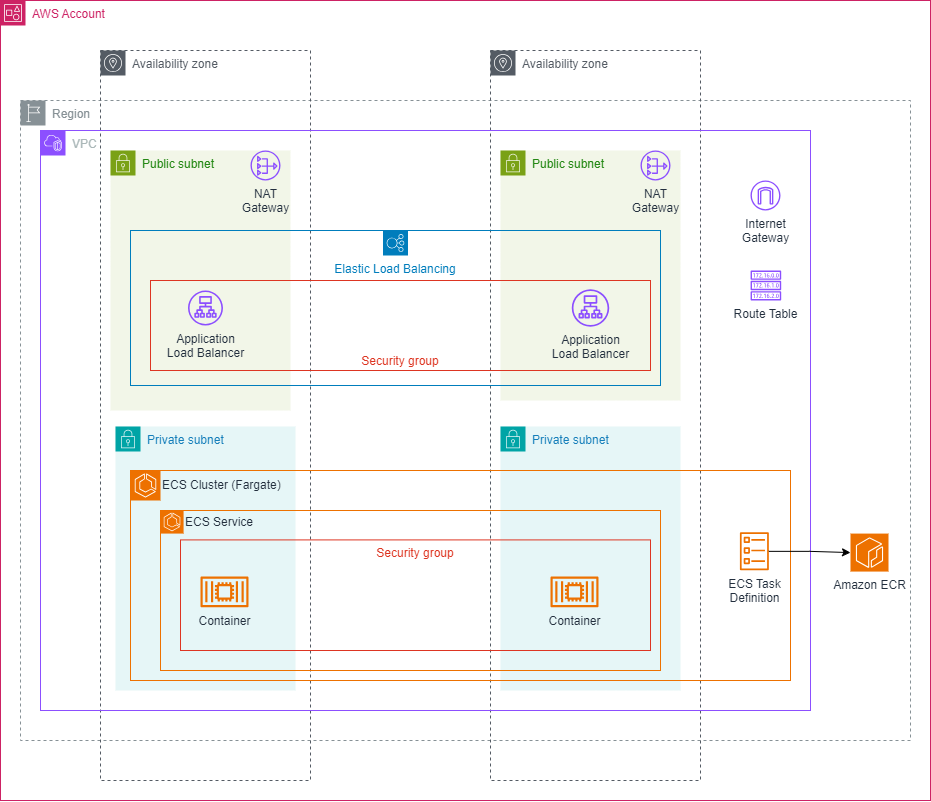 AWS Account
Availability zone
Availability zone
Region
VPC
Public subnet
NAT
Gateway
Public subnet
NAT
Gateway
Internet
Gateway
Elastic Load Balancing
172.16.0.0
172.16.1.0
172.16.2.0
Route Table
Application
Load Balancer
Application
Load Balancer
Security group
Private subnet
Private subnet
ECS Cluster (Fargate)
ECS Service
Security group
Container
Container
ECS Task
Definition
Amazon ECR